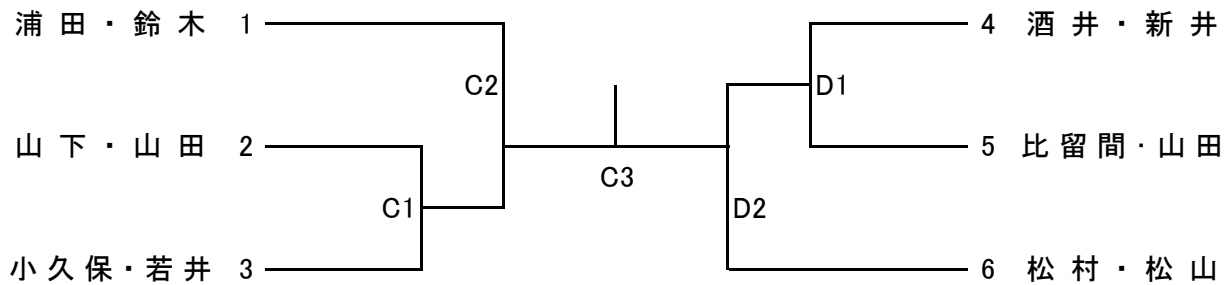 浦田・鈴木 1
4 酒井・新井
C2
D1
山下・山田 2
5 比留間・山田
C3
C1
D2
小久保・若井 3
6 松村・松山